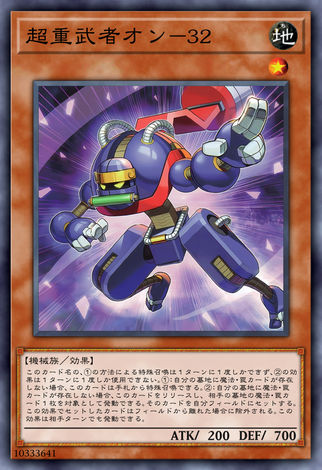 超重武者オン－32
地
【機械族／効果】
このカード名の、①の方法による特殊召喚は１ターンに１度しかできず、②の効
果は１ターンに１度しか使用できない。①：自分の墓地に魔法・罠カードが存在
しない場合、このカードは手札から特殊召喚できる。②：自分の墓地に魔法・罠
カードが存在しない場合、このカードをリリースし、相手の墓地の魔法・罠カ
ード１枚を対象として発動できる。そのカードを自分フィールドにセットする。
この効果でセットしたカードはフィールドから離れた場合に除外される。この
効果は相手ターンでも発動できる。
ATK/ 200 DEF/ 700
10333641